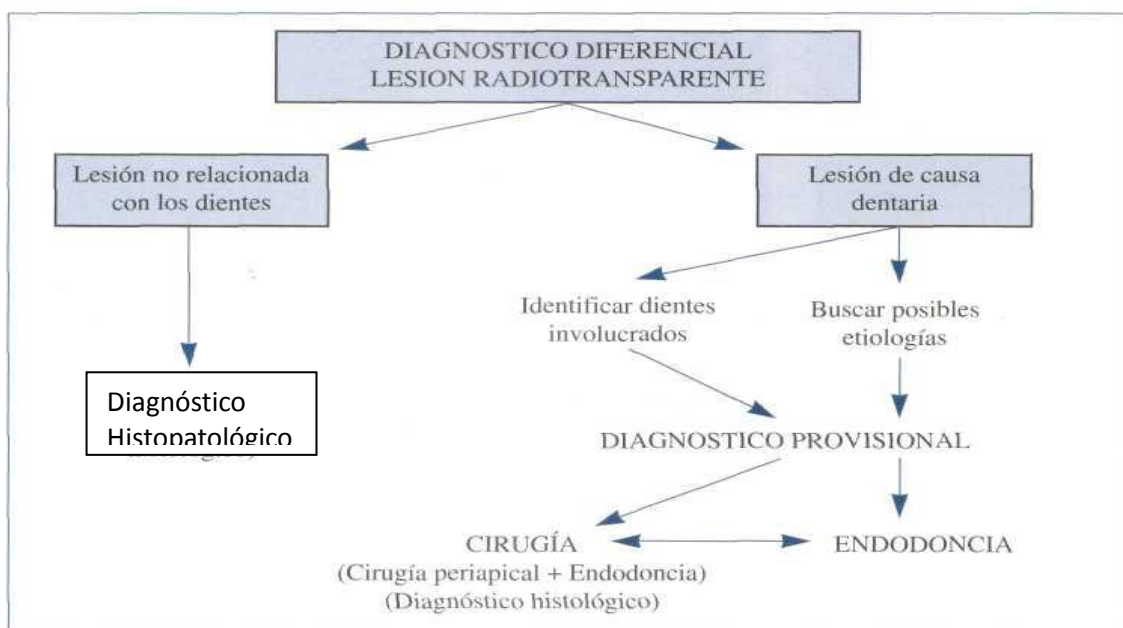 DIAGNOSTICO DIFERENCIAL
LESION RADIOTRANSPARENTE
Lesión no relacionada
con los dientes
Lesión de causa
dentaria
Identificar dientes
involucrados
Buscar posibles
etiologías
Diagnóstico
Histopatológico
DIAGNOSTICO PROVISIONAL
CIRUGÍA
ENDODONCIA
(Cirugía periapical + Endodoncia)
(Diagnóstico histológico)